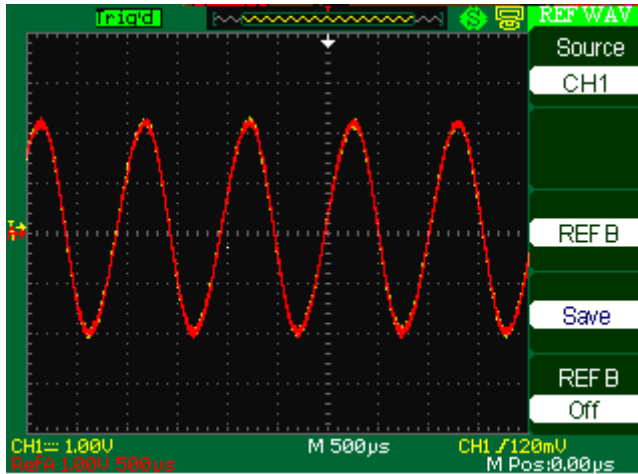 Trig'd
REF WAV
Source
CH1
REF B
Save
REF B
Off
CH1 1.00V
M 500µs
CH1 /120mV
RefA 1.00V 500µs
M Pos:0.00µs